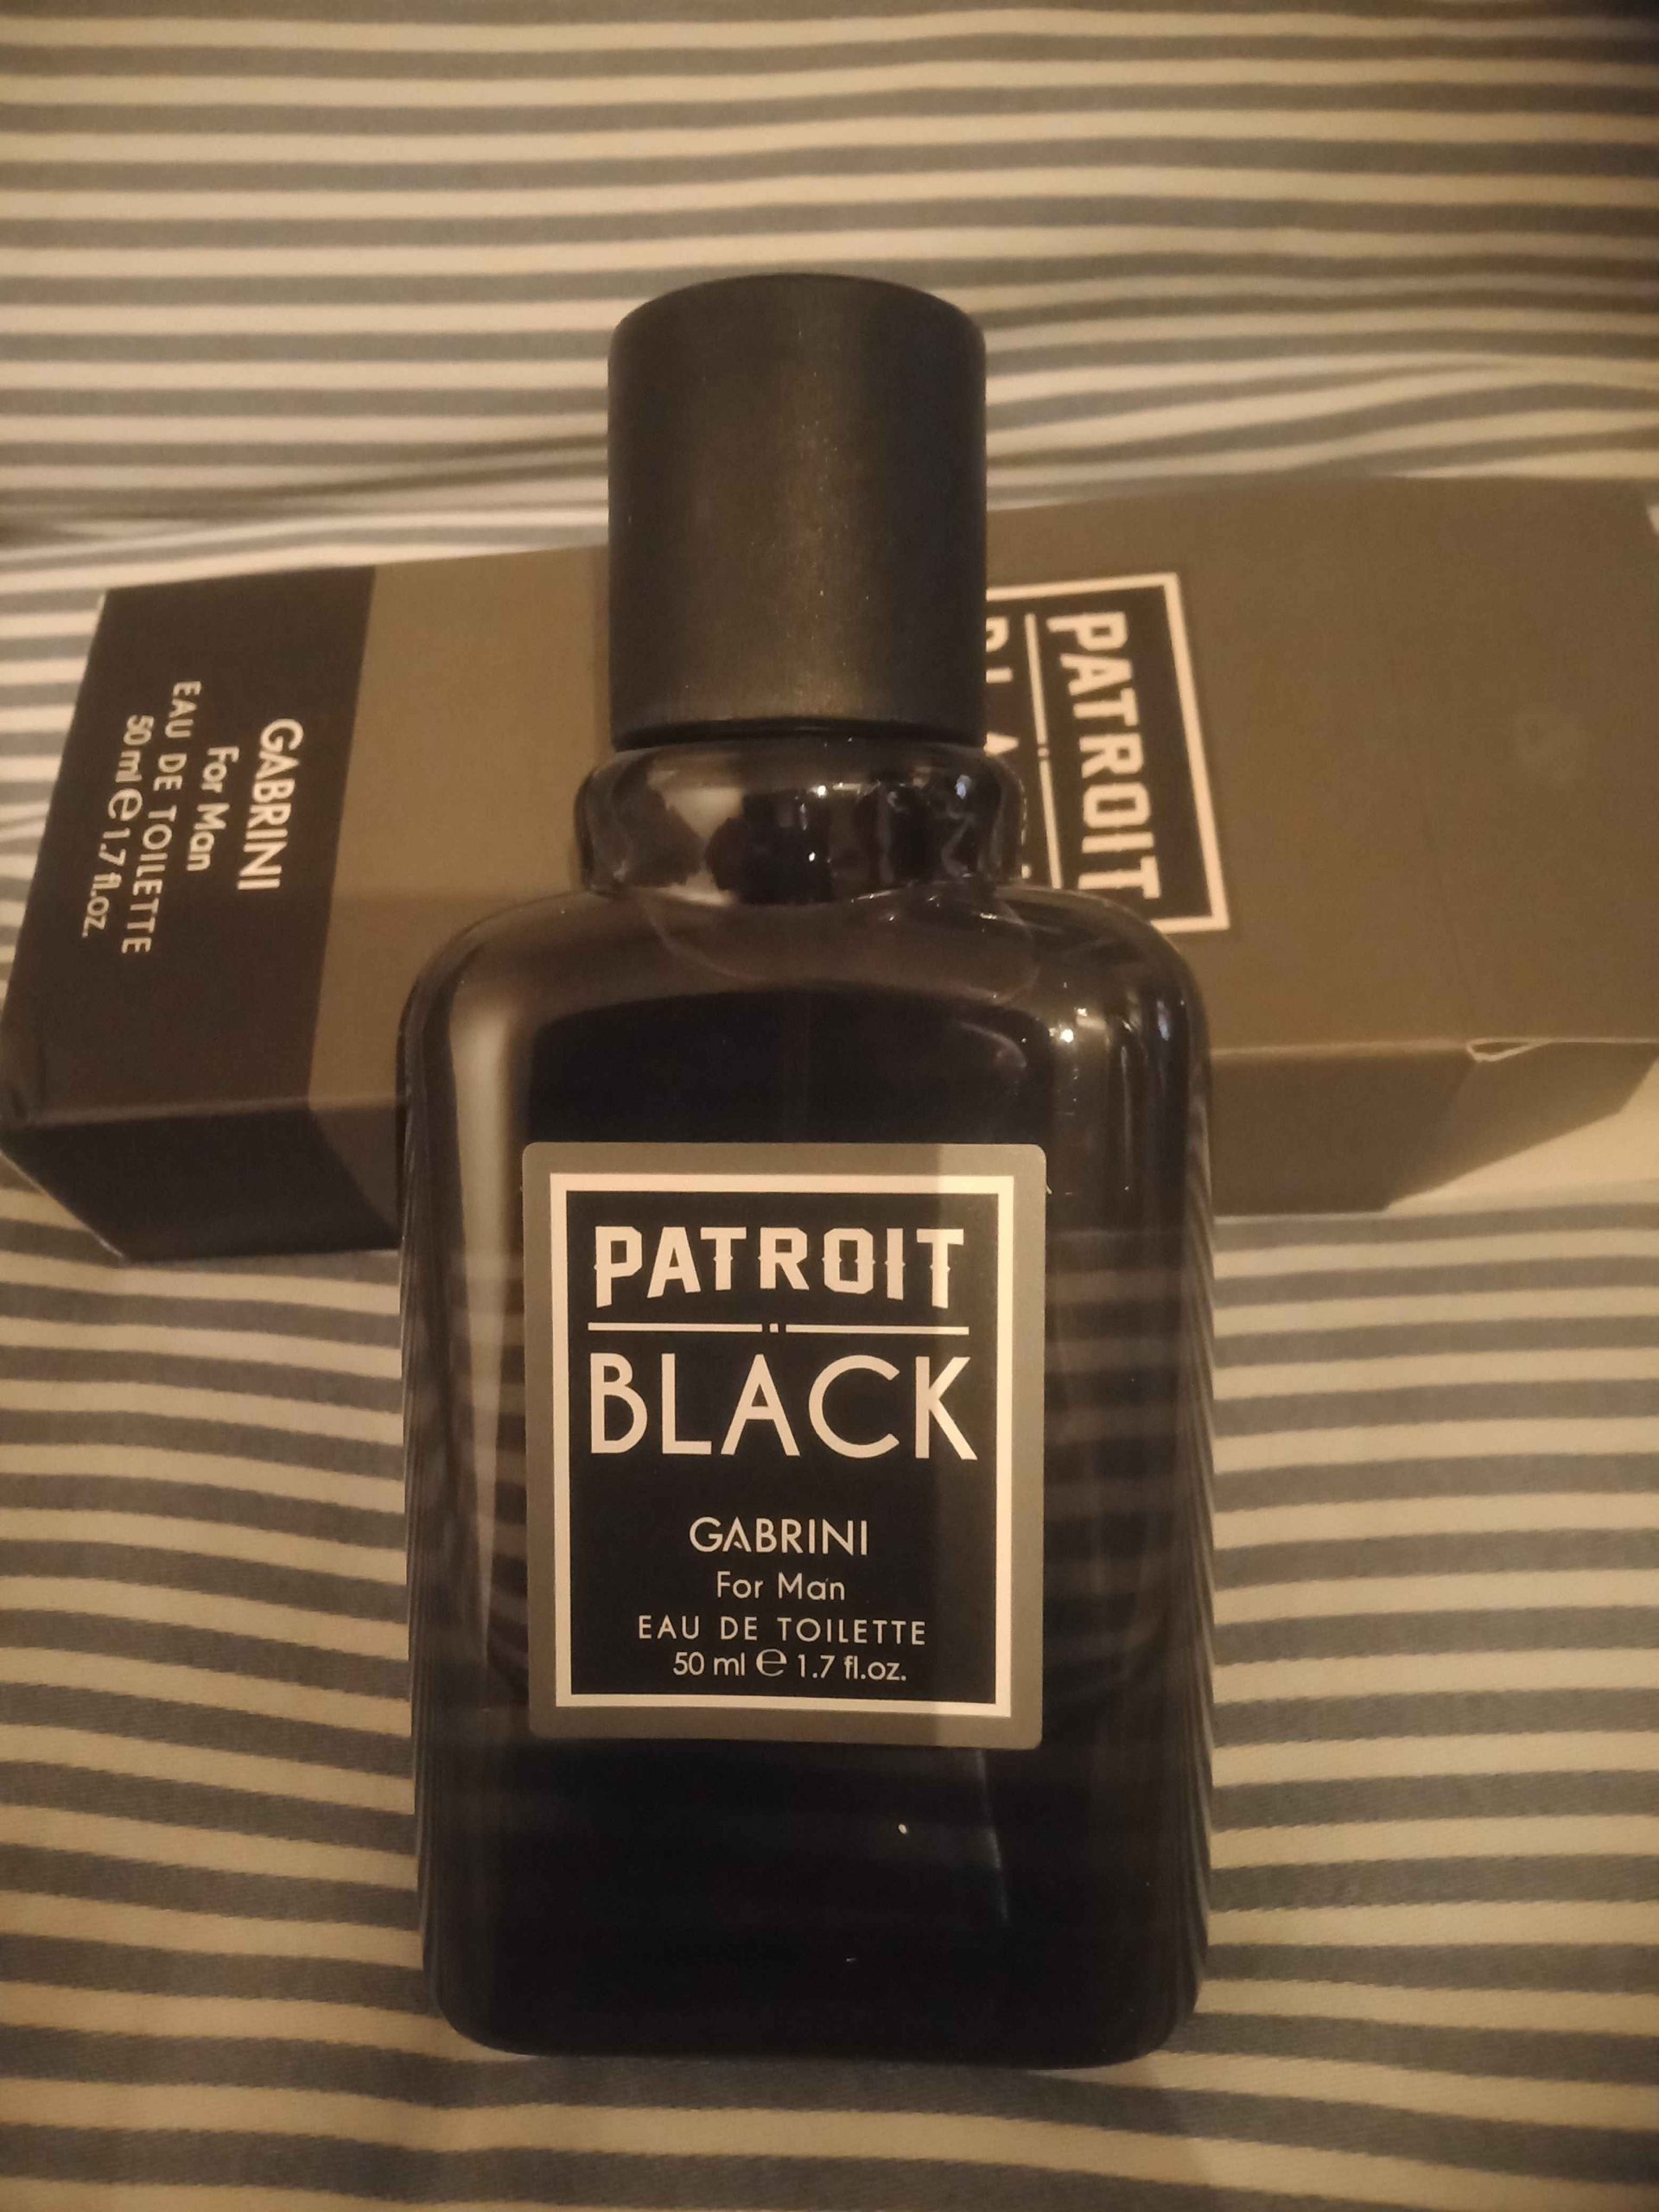 PATROIT
BLACK
GABRINI
For Man
EAU DE TOILETTE
50 ml ℮ 1.7 fl.oz.
PATROIT
GABRINI
For Man
EAU DE TOILETTE
50 ml ℮ 1.7 fl.oz.